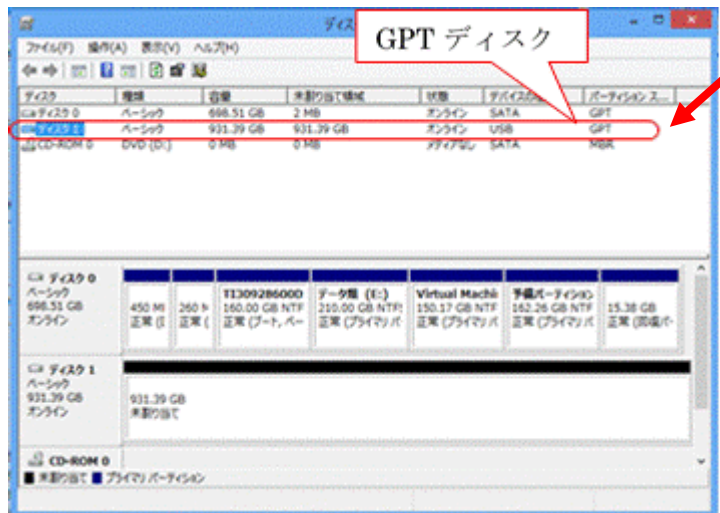 ディス
GPT ディスク
ファイル(F) 操作(A) 表示(V) ヘルプ(H)
ディスク 種類 容量 未割り当て領域 状態 デバイスの パーティション ス...
ディスク 0 ベーシック 698.51 GB 2 MB オンライン SATA GPT
ディスク 1 ベーシック 931.39 GB 931.39 GB オンライン USB GPT
CD-ROM 0 DVD (D:) 0 MB 0 MB メディアなし SATA MBR
ディスク 0
ベーシック
698.51 GB
オンライン
450 M
正常 (
260 M
正常 (
TI30928600D
160.00 GB NTF
正常 (ブート, ペー
データ類 (E:)
210.00 GB NTF
正常 (プライマリ パ
Virtual Machi
150.17 GB NTF
正常 (プライマリ パ
予備パーティション
162.26 GB NTF
正常 (プライマリ パ
15.38 GB
正常 (回復パ
ディスク 1
ベーシック
931.39 GB
オンライン
931.39 GB
未割り当て
CD-ROM 0
未割り当て プライマリ パーティション